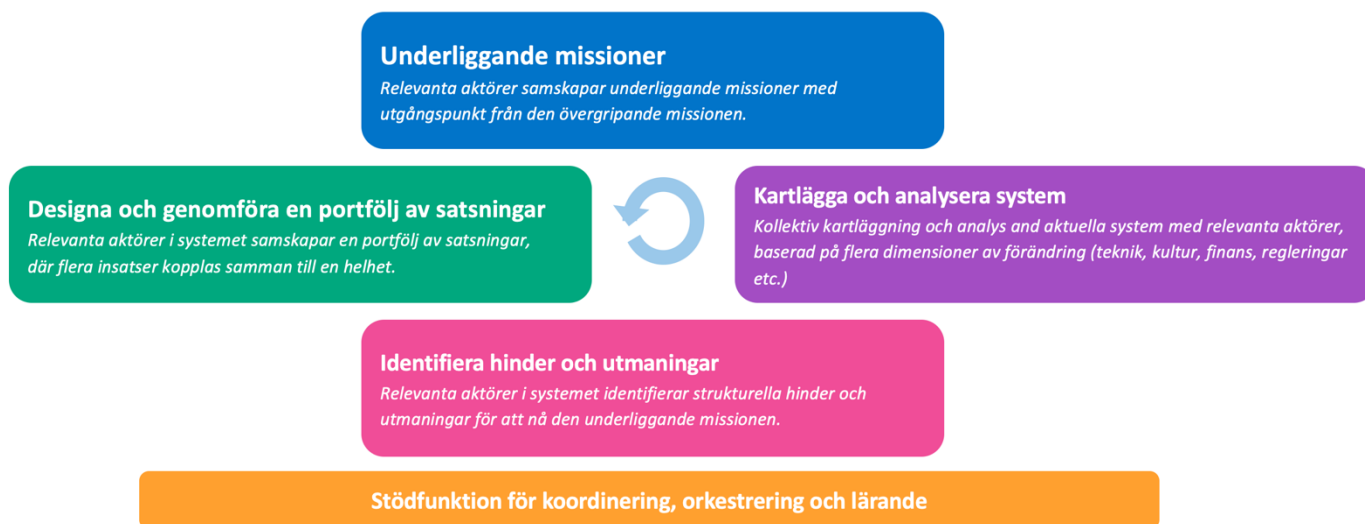 Underliggande missioner
Relevanta aktörer samskapar underliggande missioner med
utgångspunkt från den övergripande missionen.
Designa och genomföra en portfölj av satsningar
Relevanta aktörer i systemet samskapar en portfölj av satsningar,
där flera insatser kopplas samman till en helhet.
Kartlägga och analysera system
Kollektiv kartläggning och analys and aktuella system med relevanta aktörer,
baserad på flera dimensioner av förändring (teknik, kultur, finans, regleringar
etc.)
Identifiera hinder och utmaningar
Relevanta aktörer i systemet identifierar strukturella hinder och
utmaningar för att nå den underliggande missionen.
Stödfunktion för koordinering, orkestrering och lärande